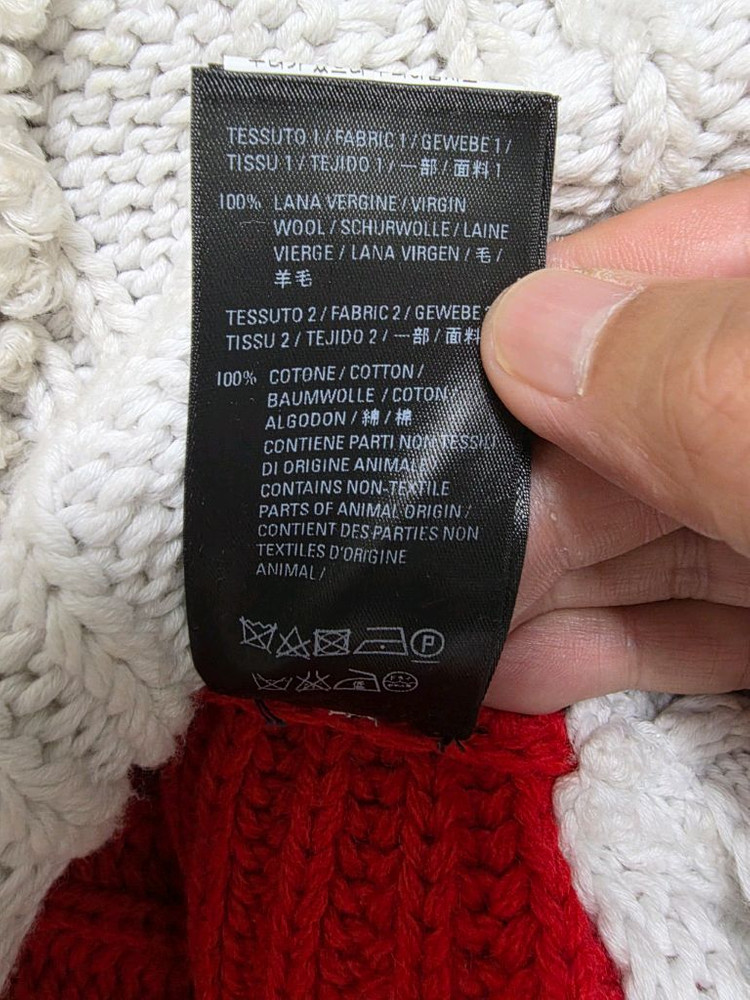 TESSUTO 1 / FABRIC 1 / GEWEBE 1 /
TISSU 1 / TEJIDO 1 / 一部 / 面料 1
100% LANA VERGINE / VIRGIN
WOOL / SCHURWOLLE / LAINE
VIERGE / LANA VIRGEN / 毛 /
羊毛
TESSUTO 2 / FABRIC 2 / GEWEBE
TISSU 2 / TEJIDO 2 / 一部 / 面料
100% COTONE / COTTON /
BAUMWOLLE / COTON
ALGODON / 綿 / 棉
CONTIENE PARTI NON TESSILI
DI ORIGINE ANIMALE
CONTAINS NON-TEXTILE
PARTS OF ANIMAL ORIGIN /
CONTIENT DES PARTIES NON
TEXTILES D'ORIGINE
ANIMAL /
P